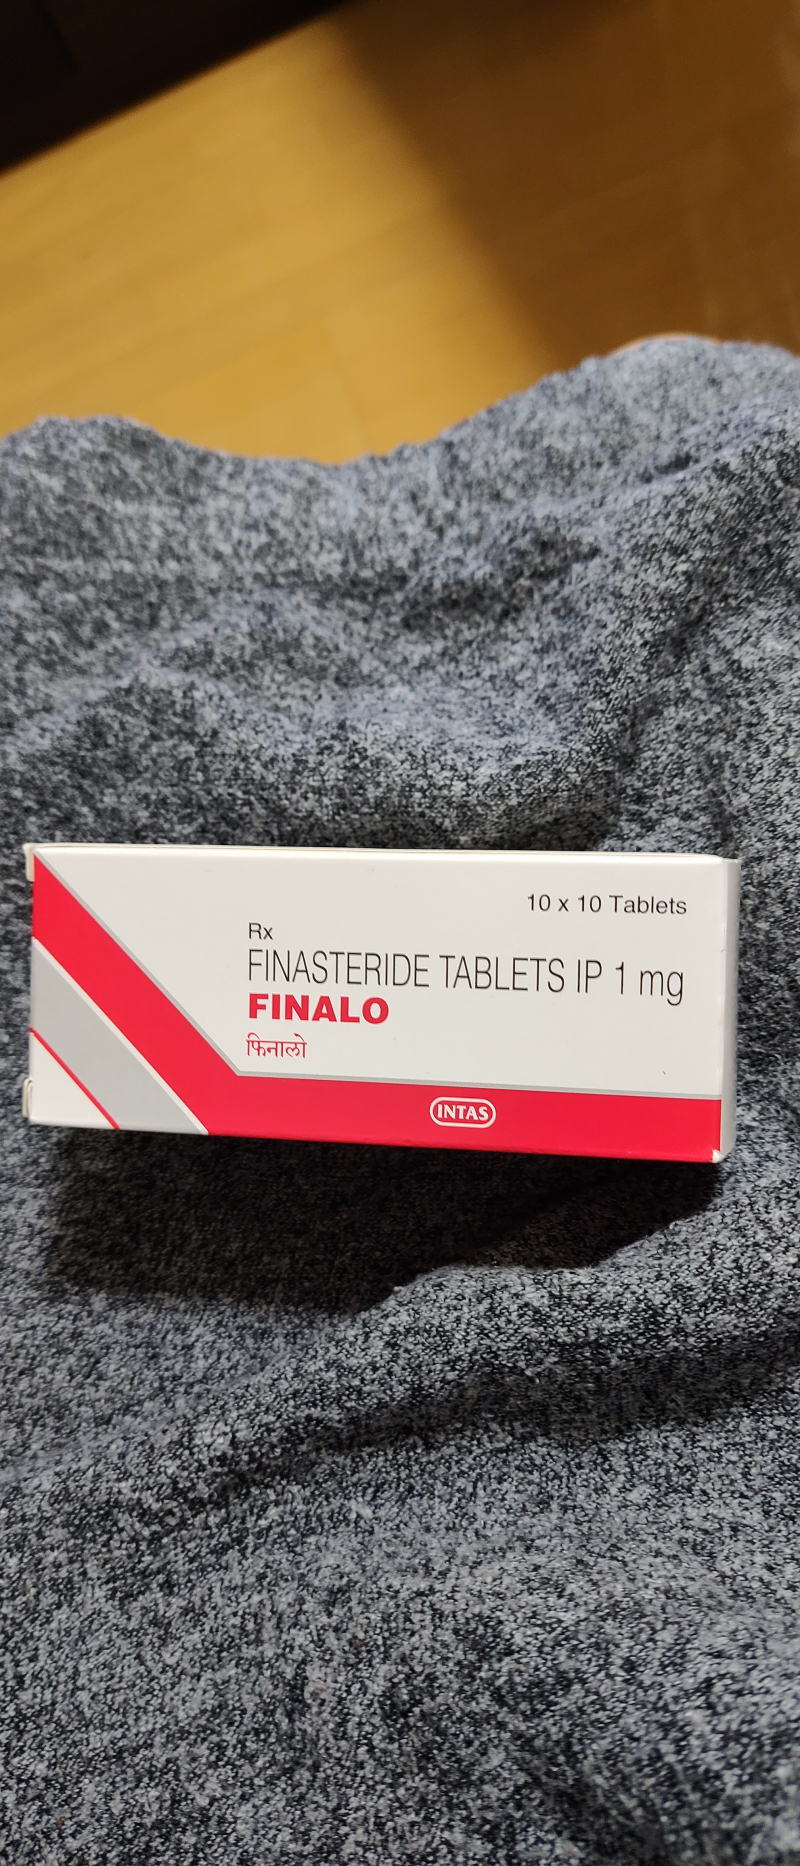 10 x 10 Tablets
Rx
FINASTERIDE TABLETS IP 1 mg
FINALO
फिनालो
INTAS